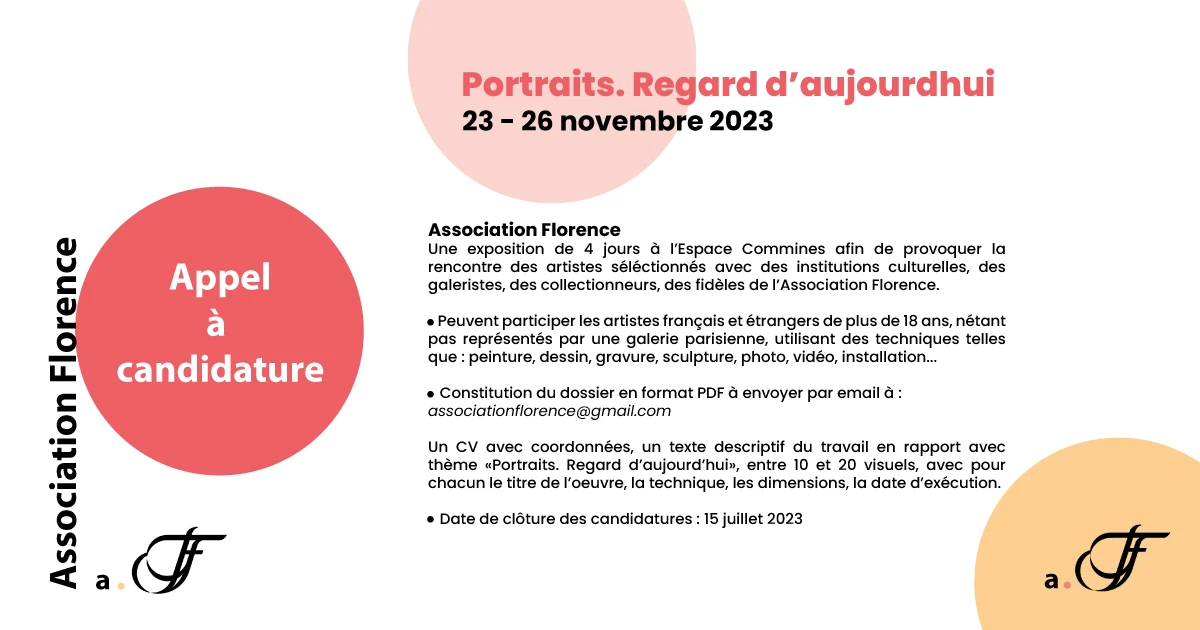 Portraits. Regard d’aujourdhui
23 - 26 novembre 2023
Association Florence
Appel
à
candidature
Association Florence
Une exposition de 4 jours à l’Espace Commines afin de provoquer la
rencontre des artistes séléctionnés avec des institutions culturelles, des
galeristes, des collectionneurs, des fidèles de l’Association Florence.
• Peuvent participer les artistes français et étrangers de plus de 18 ans, nétant
pas représentés par une galerie parisienne, utilisant des techniques telles
que : peinture, dessin, gravure, sculpture, photo, vidéo, installation...
• Constitution du dossier en format PDF à envoyer par email à :
associationflorence@gmail.com
Un CV avec coordonnées, un texte descriptif du travail en rapport avec
thème «Portraits. Regard d’aujourd’hui», entre 10 et 20 visuels, avec pour
chacun le titre de l’oeuvre, la technique, les dimensions, la date d’exécution.
• Date de clôture des candidatures : 15 juillet 2023
a.
a.